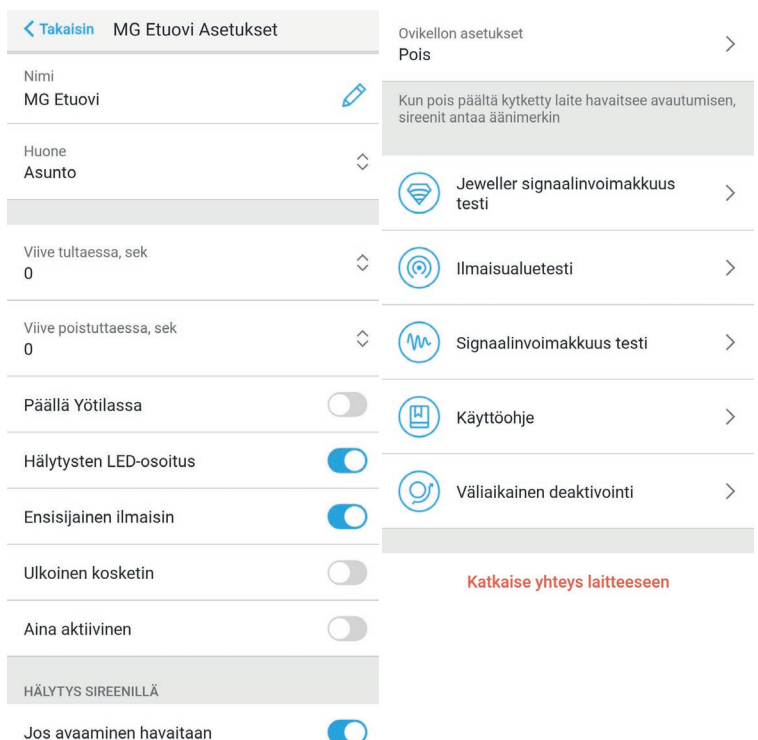 Takaisin MG Etuovi Asetukset
Nimi
MG Etuovi
Huone
Asunto
Viive tultaessa, sek
0
Viive poistuttaessa, sek
0
Päällä Yötilassa
Hälytysten LED-osoitus
Ensisijainen ilmaisin
Ulkoinen kosketin
Aina aktiivinen
HÄLYTYS SIREENILLÄ
Jos avaaminen havaitaan
Ovikellon asetukset
Pois
Kun pois päältä kytketty laite havaitsee avautumisen,
sireenit antaa äänimerkin
Jeweller signaalinvoimakkuus
testi
Ilmaisualuetesti
Signaalinvoimakkuus testi
Käyttöohje
Väliaikainen deaktivointi
Katkaise yhteys laitteeseen